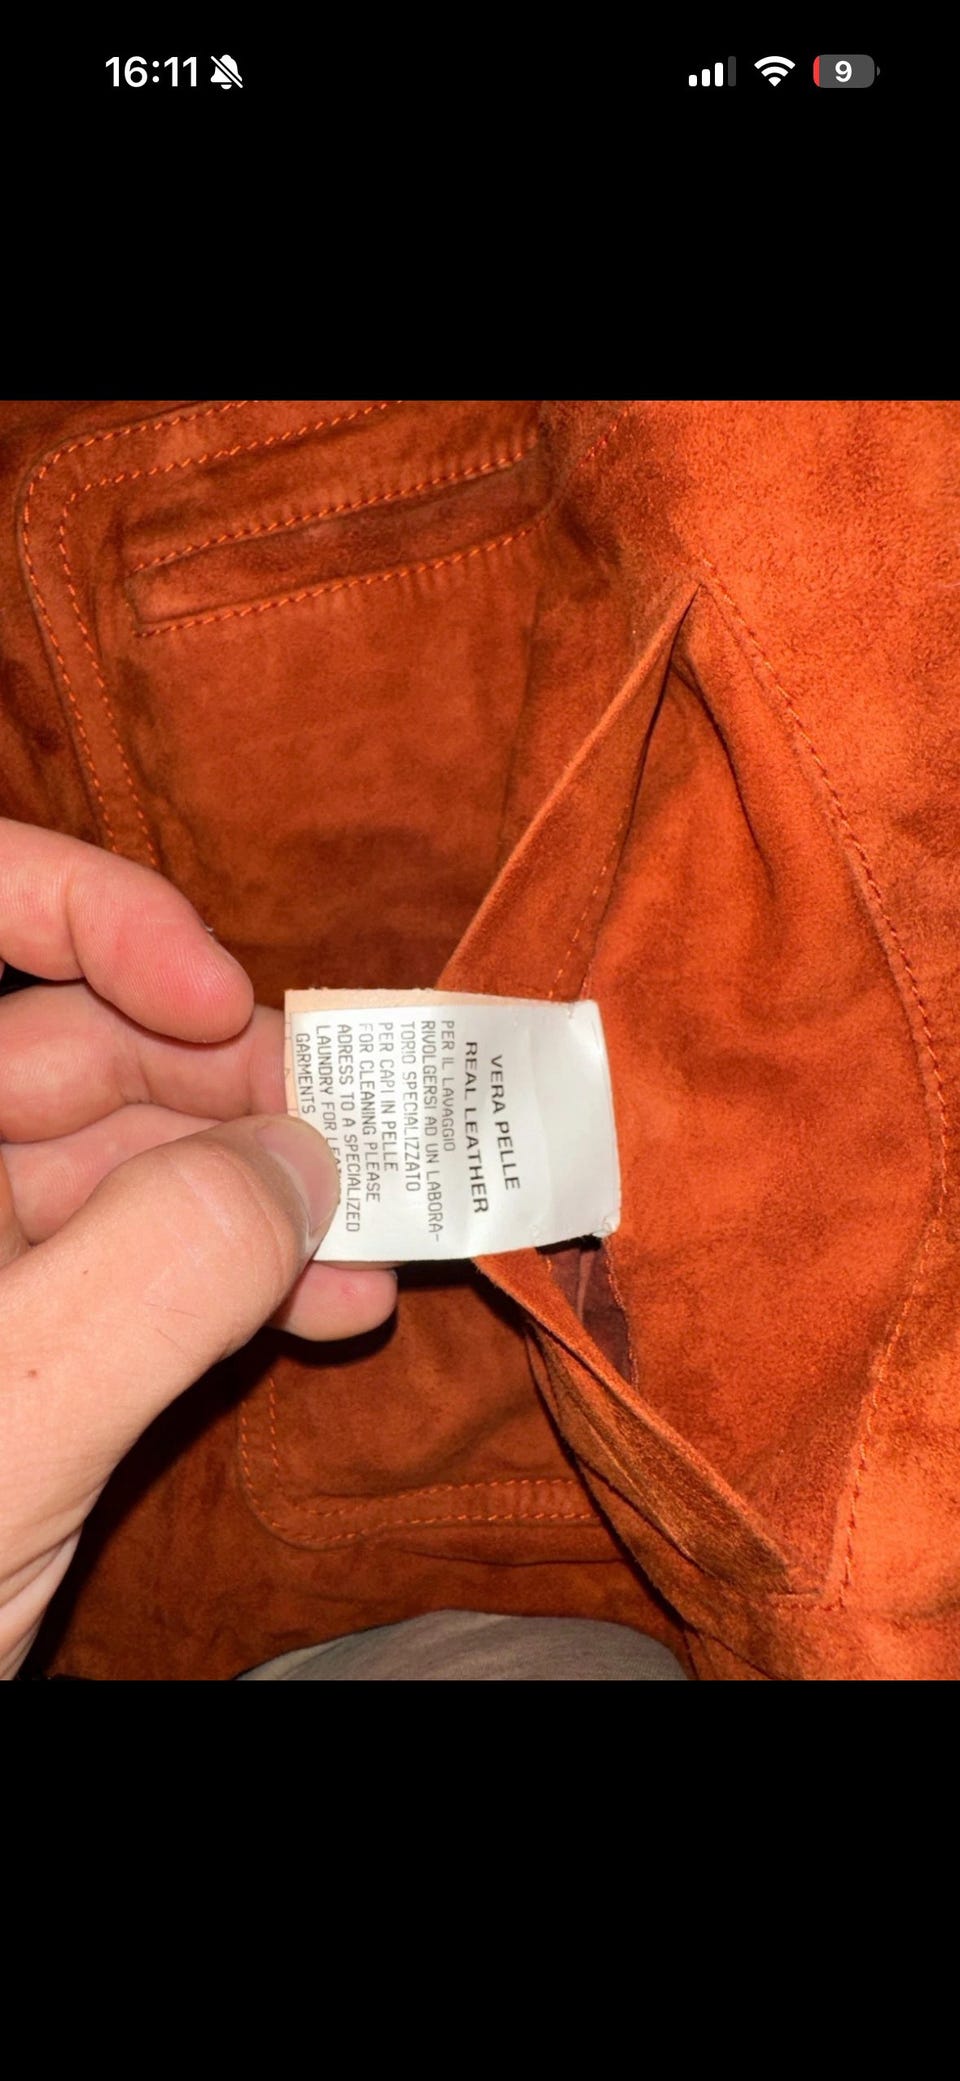 16:11
9
VERA PELLE
REAL LEATHER
PER IL LAVAGGIO
RIVOLGERSI AD UN LABORA-
TORIO SPECIALIZZATO
PER CAPI IN PELLE
FOR CLEANING PLEASE
ADRESS TO A SPECIALIZED
LAUNDRY FOR
GARMENTS